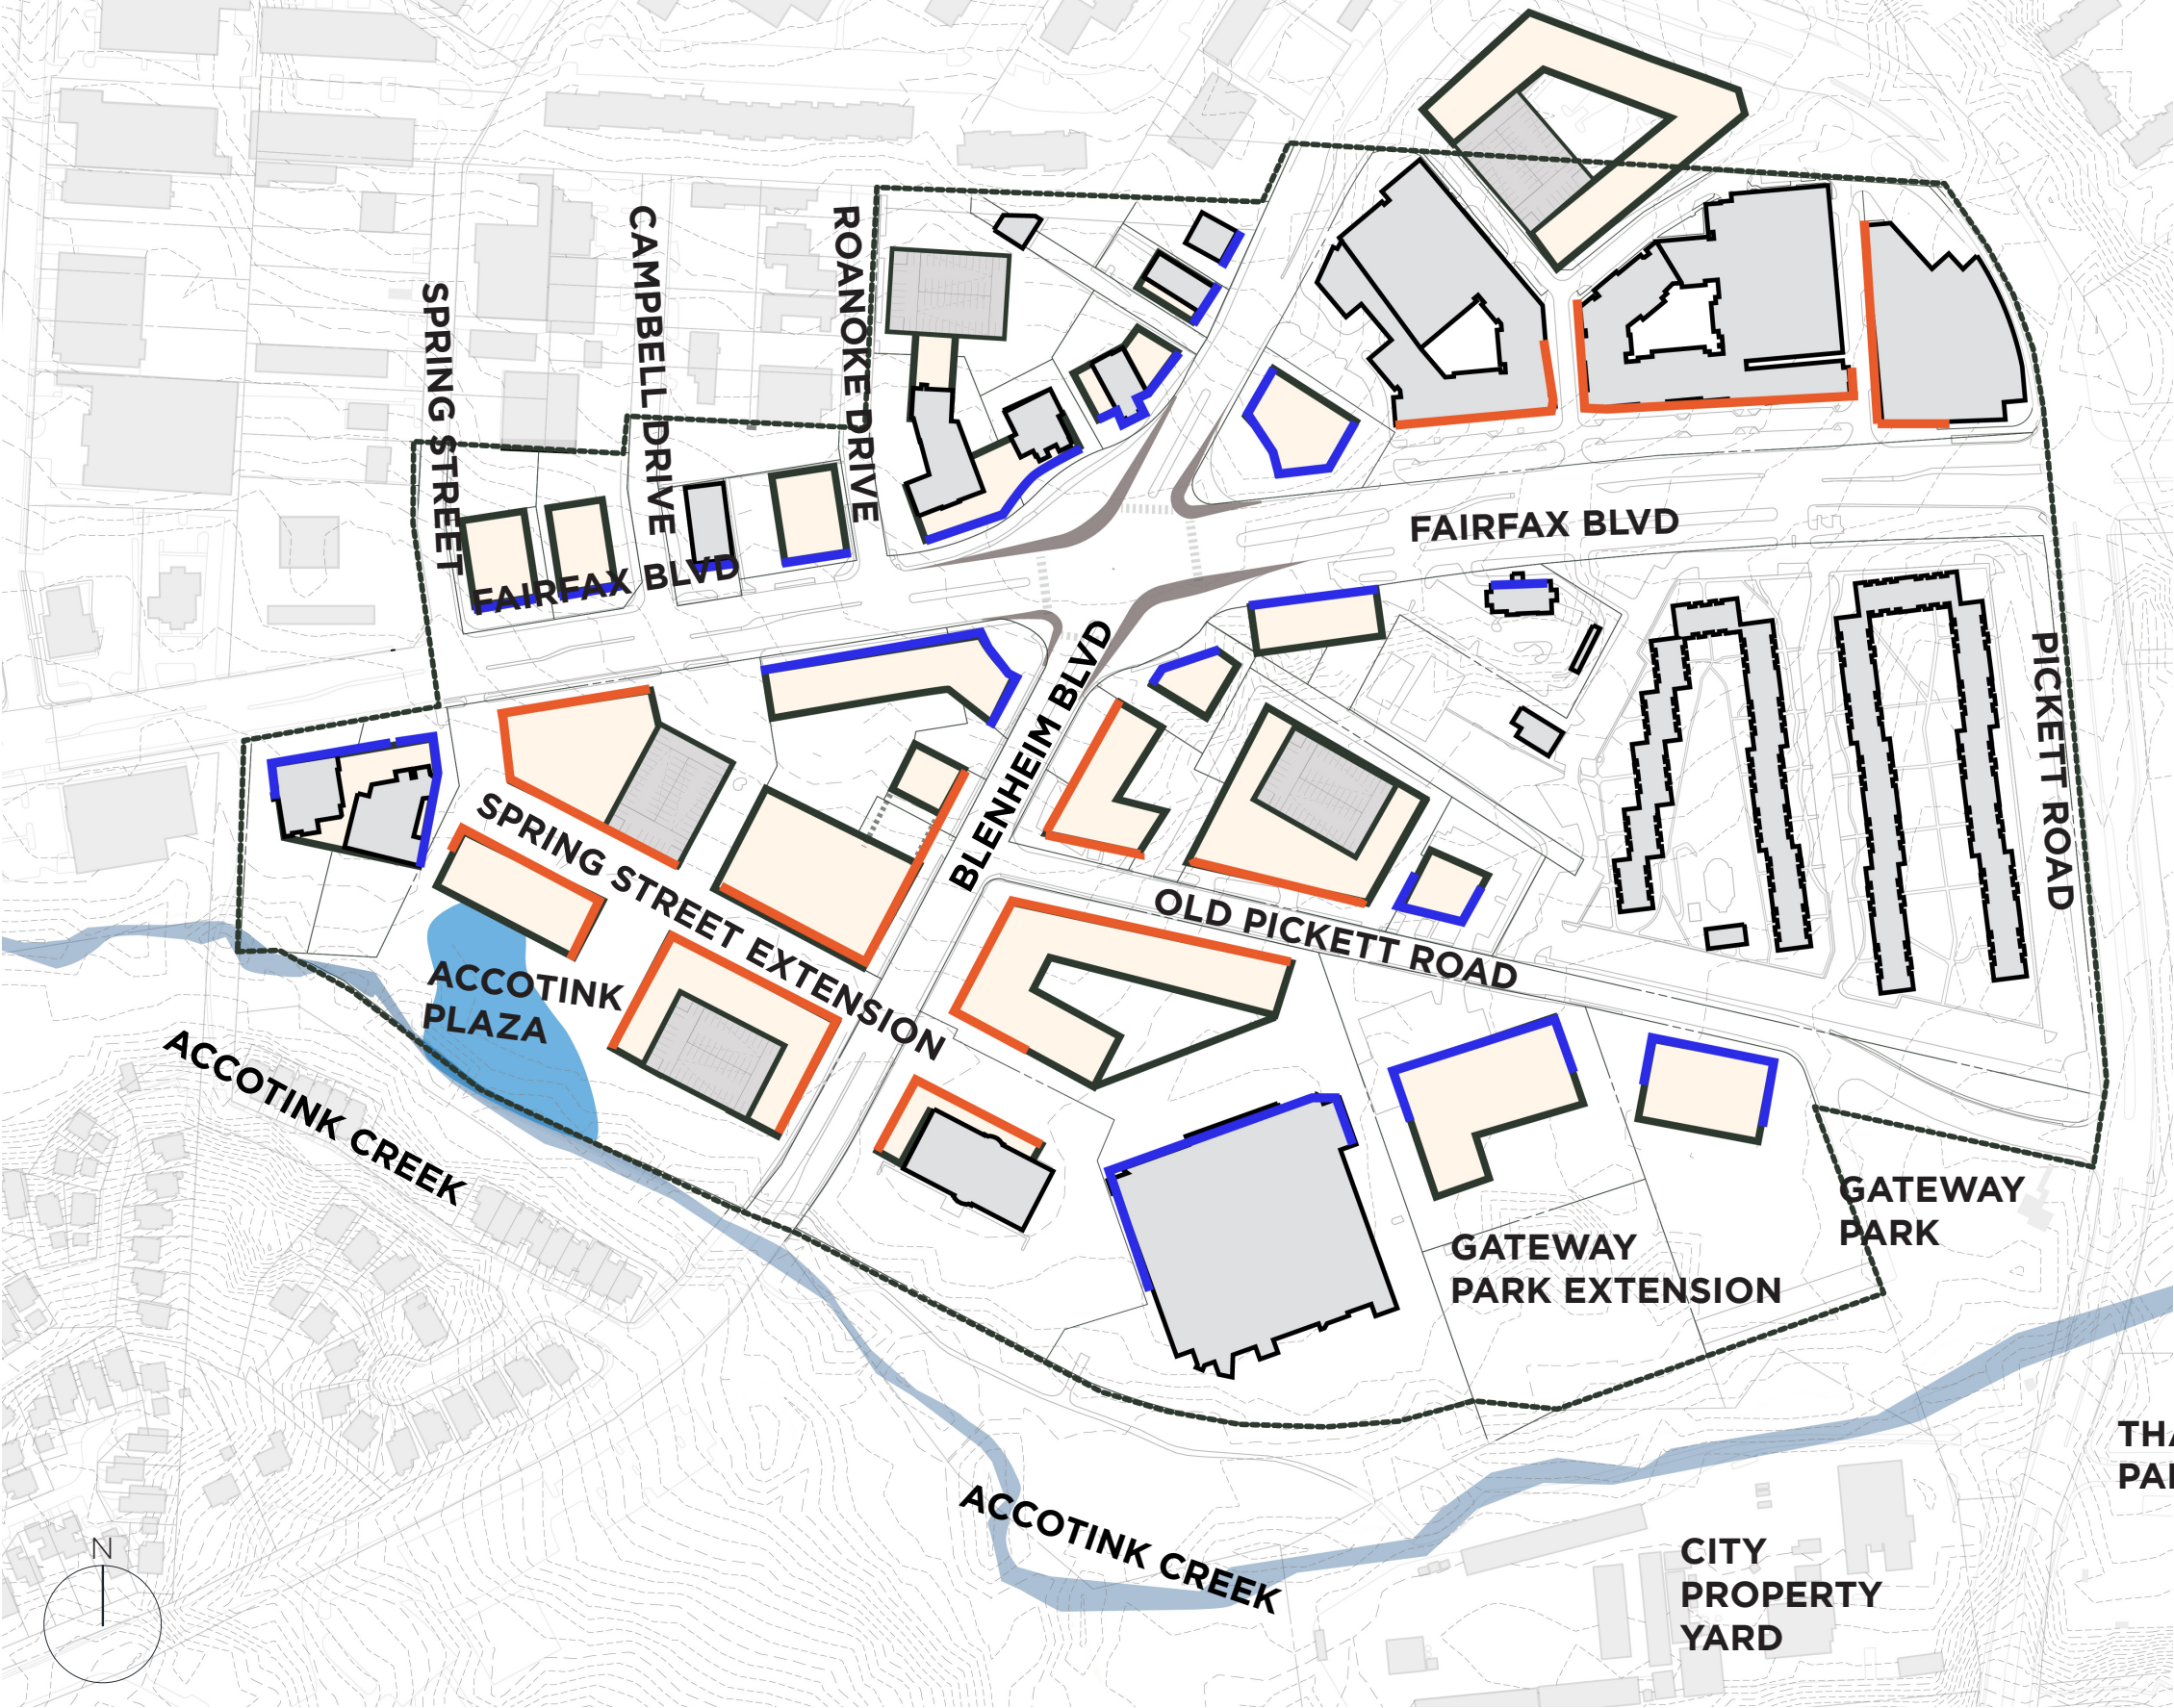 SPRING STREET
CAMPBELL DRIVE
ROANOKE DRIVE
FAIRFAX BLVD
FAIRFAX BLVD
BLENHEIM BLVD
PICKETT ROAD
SPRING STREET EXTENSION
OLD PICKETT ROAD
ACCOTINK
PLAZA
ACCOTINK CREEK
GATEWAY
PARK
GATEWAY
PARK EXTENSION
ACCOTINK CREEK
CITY
PROPERTY
YARD
N